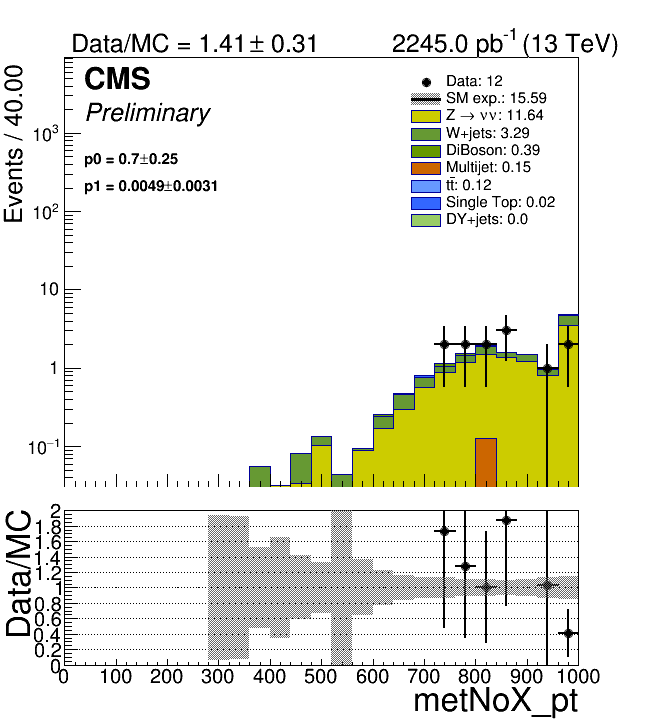 Data/MC = 1.41 ± 0.31 2245.0 pb⁻¹ (13 TeV)
CMS
Preliminary
p0 = 0.7±0.25
p1 = 0.0049±0.0031
Data: 12
SM exp.: 15.59
Z → νν: 11.64
W+jets: 3.29
DiBoson: 0.39
Multijet: 0.15
tt̄: 0.12
Single Top: 0.02
DY+jets: 0.0
Events / 40.00
10³
10²
10
1
10⁻¹
Data/MC
2
1.8
1.6
1.4
1.2
1
0.8
0.6
0.4
0.2
0
0 100 200 300 400 500 600 700 800 900 1000
metNoX_pt